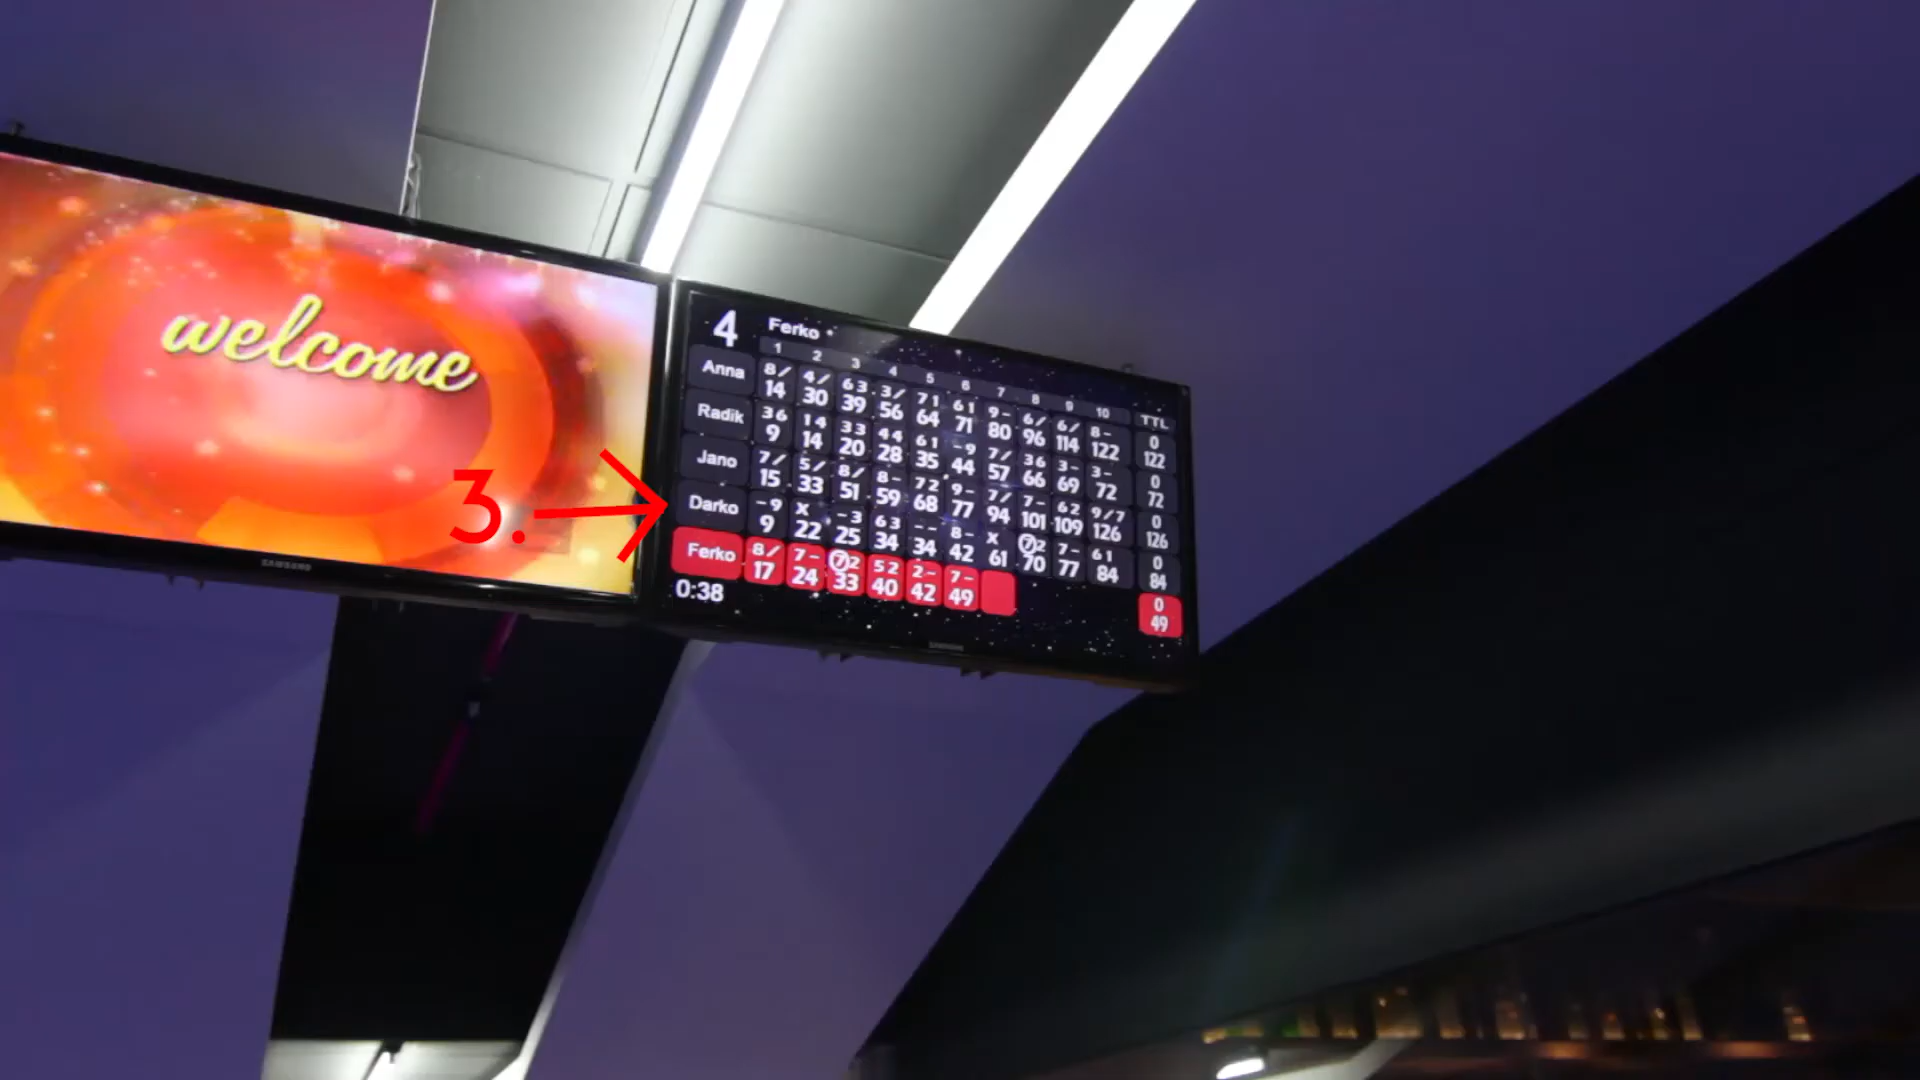 welcome
SAMSUNG
3.
4 Ferko *
1 2 3 4 5 6 7 8 9 10 TTL
Anna 8/ 4/ 63 3/ 71 61 9- 6/ 6/ 8- 0
14 30 39 56 64 71 80 96 114 122 122
Radik 36 14 33 44 61 -9 7/ 36 3- 3- 0
9 14 20 28 35 44 57 66 69 72 72
Jano 7/ 5/ 8/ 8- 72 9- 7/ 7- 62 9/7 0
15 33 51 59 68 77 94 101 109 126 126
Darko -9 X -3 63 -- 8- X 72 7- 61 0
9 22 25 34 34 42 61 70 77 84 84
Ferko 8/ 7- 72 52 2- 7- 0
17 24 33 40 42 49 49
0:38
SAMSUNG